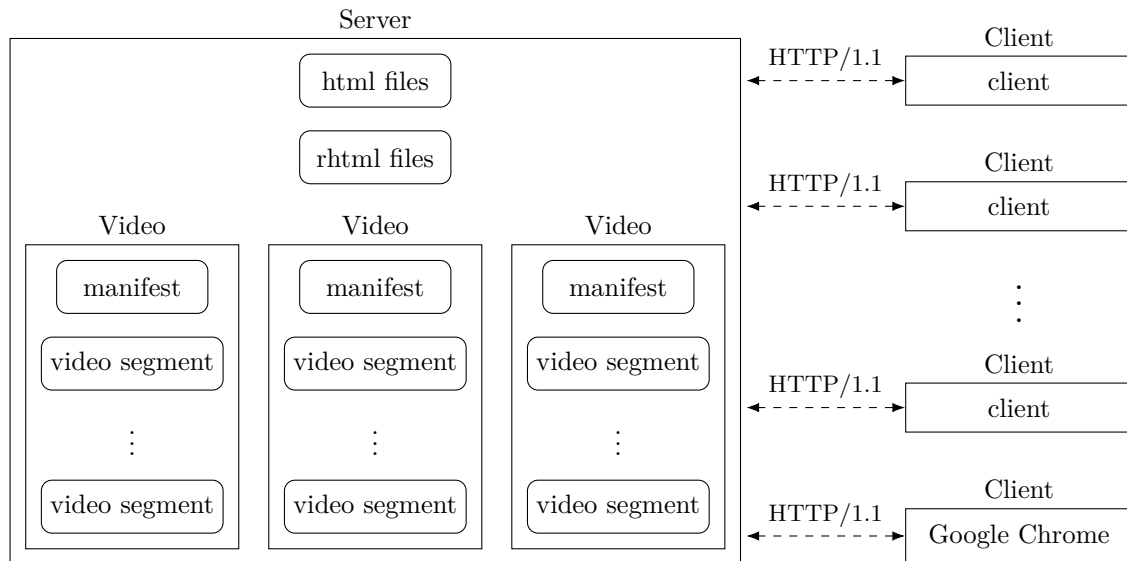 Server
html files
rhtml files
Video
manifest
video segment
⋮
video segment
Video
manifest
video segment
⋮
video segment
Video
manifest
video segment
⋮
video segment
HTTP/1.1
Client
client
HTTP/1.1
Client
client
⋮
HTTP/1.1
Client
client
HTTP/1.1
Client
Google Chrome